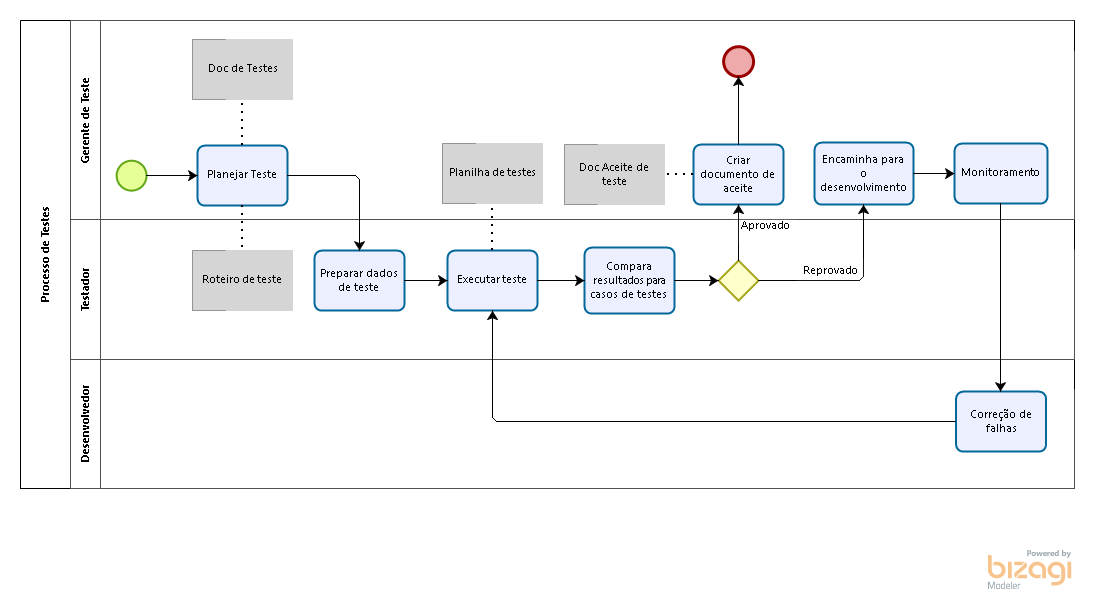 Processo de Testes
Gerente de Teste
Doc de Testes
Planejar Teste
Planilha de testes
Doc Aceite de
teste
Criar
documento de
aceite
Encaminha para
o
desenvolvimento
Monitoramento
Testador
Roteiro de teste
Preparar dados
de teste
Executar teste
Compara
resultados para
casos de testes
Aprovado
Reprovado
Desenvolvedor
Correção de
falhas
Powered by
bizagi
Modeler